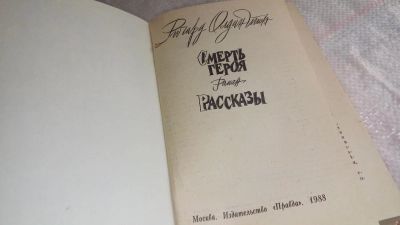 Ричард Олдингтон
СМЕРТЬ
ГЕРОЯ
Роман
РАССКАЗЫ
Москва. Издательство «Правда». 1988